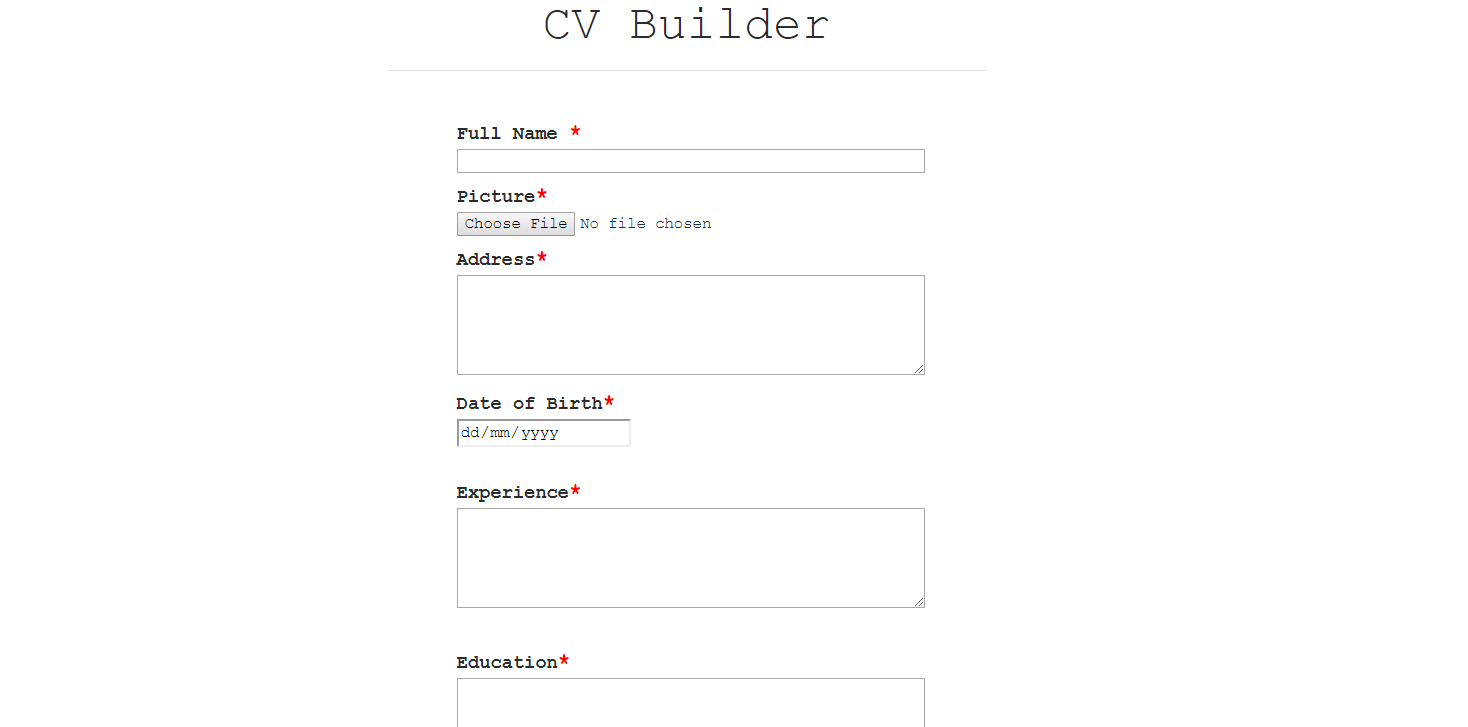 CV Builder
Full Name *
Picture*
Choose File No file chosen
Address*
Date of Birth*
dd/mm/yyyy
Experience*
Education*